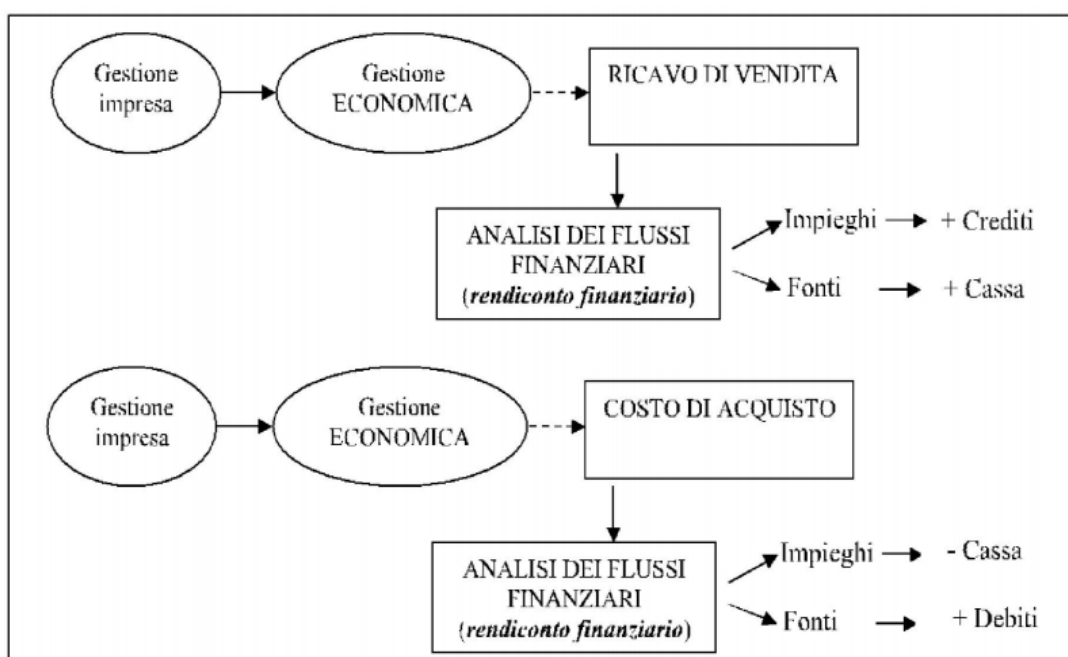 Gestione
impresa
Gestione
ECONOMICA
RICAVO DI VENDITA
ANALISI DEI FLUSSI
FINANZIARI
(rendiconto finanziario)
Impieghi
+ Crediti
Fonti
+ Cassa
Gestione
impresa
Gestione
ECONOMICA
COSTO DI ACQUISTO
ANALISI DEI FLUSSI
FINANZIARI
(rendiconto finanziario)
Impieghi
- Cassa
Fonti
+ Debiti